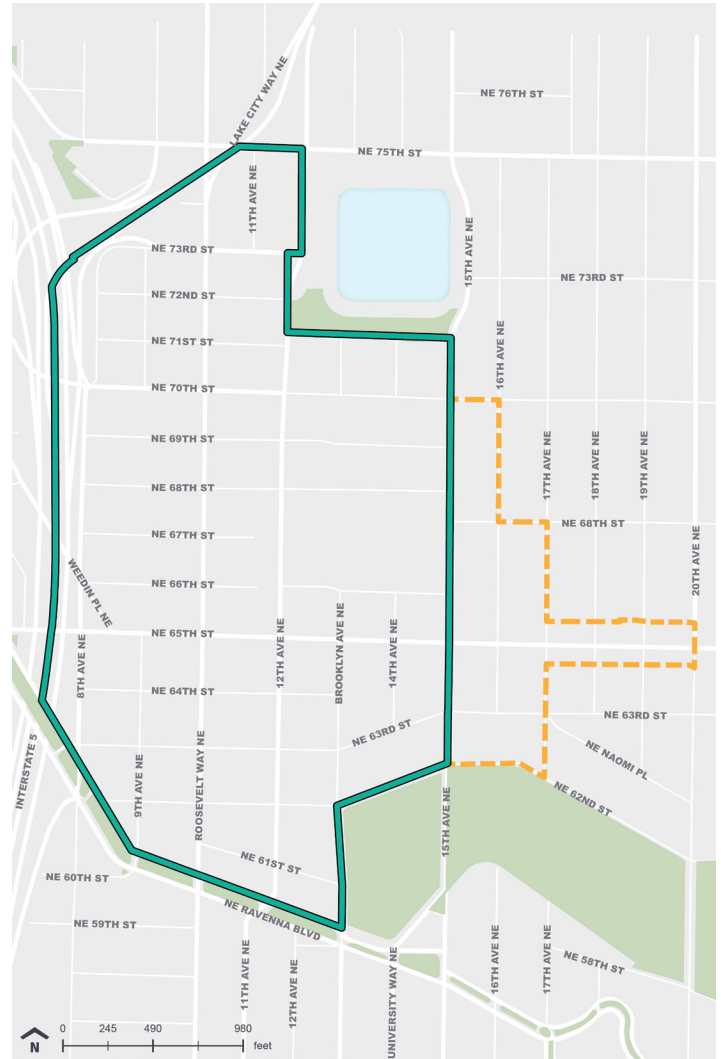 LAKE CITY WAY NE
NE 76TH ST
NE 75TH ST
11TH AVE NE
15TH AVE NE
NE 73RD ST
NE 73RD ST
NE 72ND ST
NE 71ST ST
16TH AVE NE
NE 70TH ST
NE 69TH ST
17TH AVE NE
18TH AVE NE
19TH AVE NE
NE 68TH ST
NE 68TH ST
NE 67TH ST
20TH AVE NE
WEEDIN PL NE
NE 66TH ST
NE 65TH ST
8TH AVE NE
12TH AVE NE
BROOKLYN AVE NE
14TH AVE NE
NE 64TH ST
NE 63RD ST
NE 63RD ST
INTERSTATE 5
9TH AVE NE
ROOSEVELT WAY NE
NE NAOMI PL
NE 62ND ST
15TH AVE NE
NE 61ST ST
NE 60TH ST
NE RAVENNA BLVD
NE 59TH ST
11TH AVE NE
12TH AVE NE
UNIVERSITY WAY NE
16TH AVE NE
17TH AVE NE
NE 58TH ST
N
0 245 490 980
feet